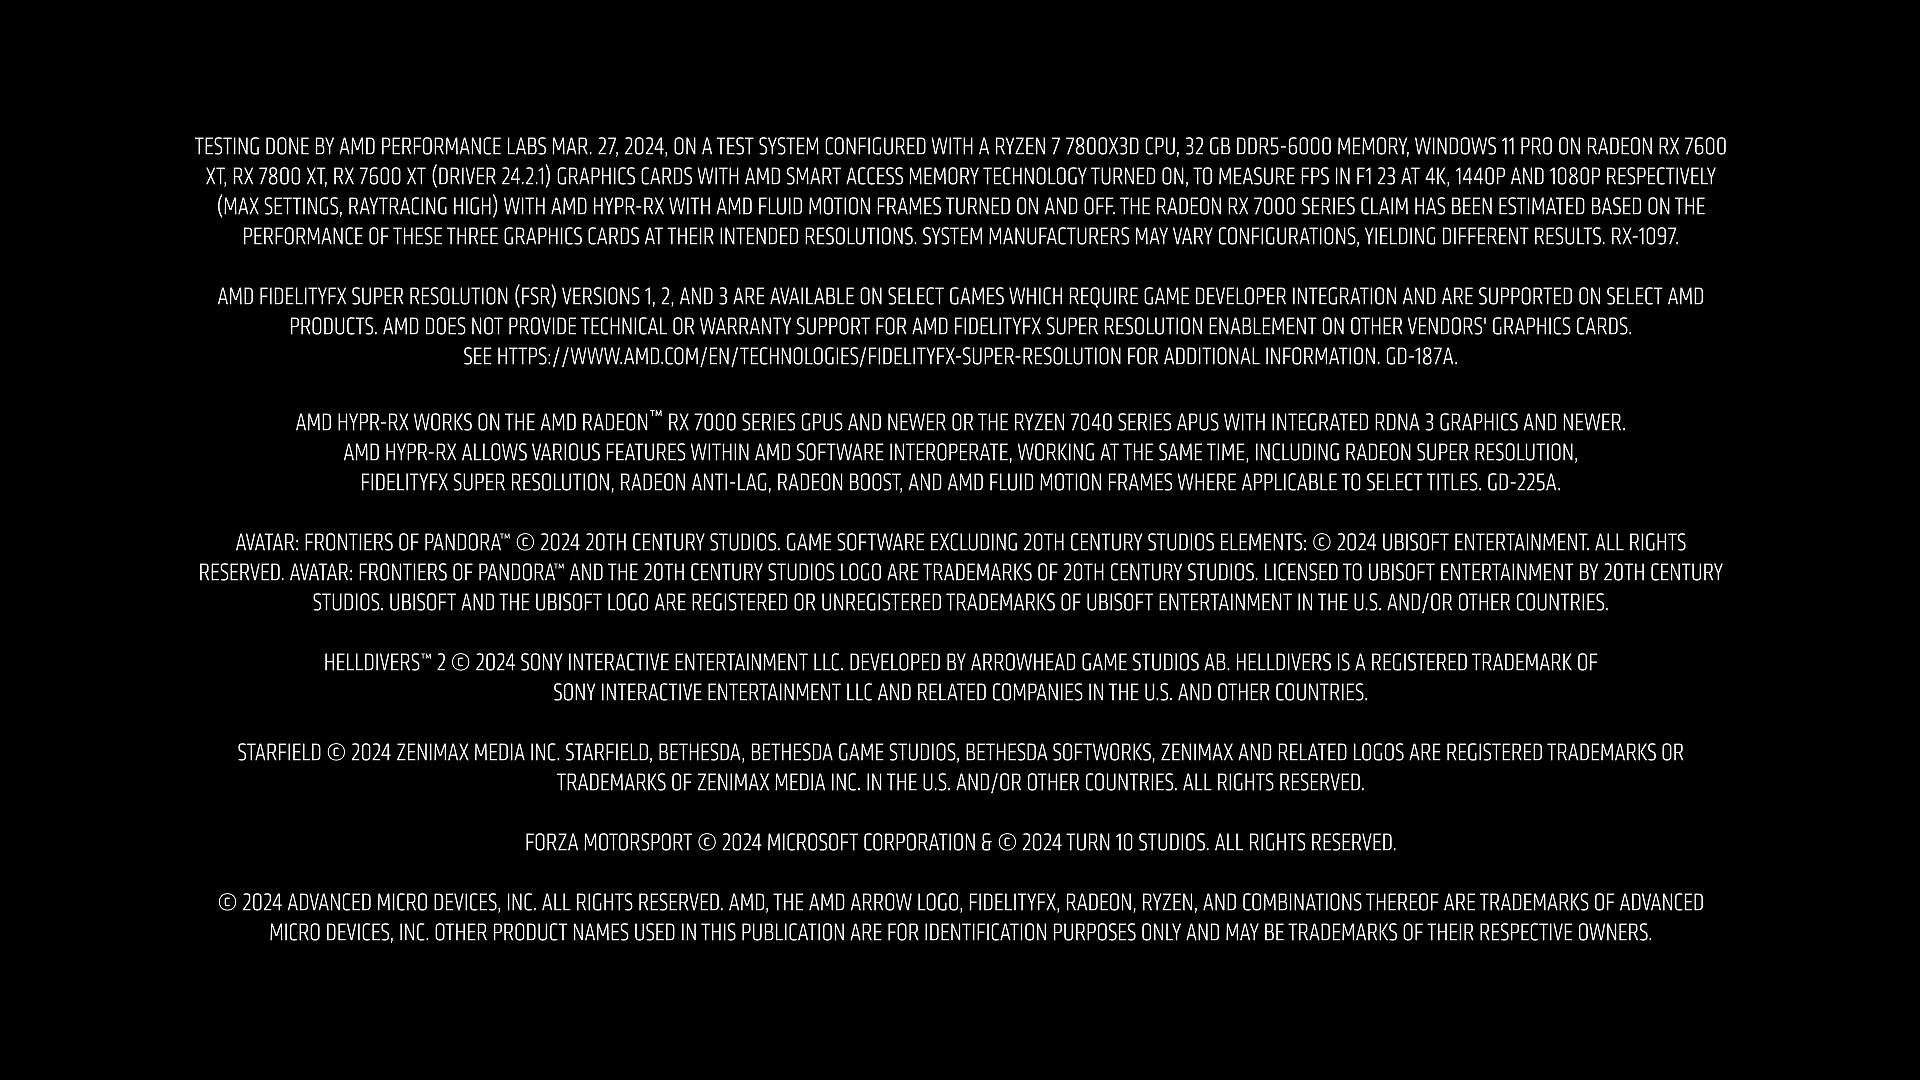 TESTING DONE BY AMD PERFORMANCE LABS MAR. 27, 2024, ON A TEST SYSTEM CONFIGURED WITH A RYZEN 7 7800X3D CPU, 32 GB DDR5-6000 MEMORY, WINDOWS 11 PRO ON RADEON RX 7600
XT, RX 7800 XT, RX 7600 XT (DRIVER 24.2.1) GRAPHICS CARDS WITH AMD SMART ACCESS MEMORY TECHNOLOGY TURNED ON, TO MEASURE FPS IN F1 23 AT 4K, 1440P AND 1080P RESPECTIVELY
(MAX SETTINGS, RAYTRACING HIGH) WITH AMD HYPR-RX WITH AMD FLUID MOTION FRAMES TURNED ON AND OFF. THE RADEON RX 7000 SERIES CLAIM HAS BEEN ESTIMATED BASED ON THE
PERFORMANCE OF THESE THREE GRAPHICS CARDS AT THEIR INTENDED RESOLUTIONS. SYSTEM MANUFACTURERS MAY VARY CONFIGURATIONS, YIELDING DIFFERENT RESULTS. RX-1097.
AMD FIDELITYFX SUPER RESOLUTION (FSR) VERSIONS 1, 2, AND 3 ARE AVAILABLE ON SELECT GAMES WHICH REQUIRE GAME DEVELOPER INTEGRATION AND ARE SUPPORTED ON SELECT AMD
PRODUCTS. AMD DOES NOT PROVIDE TECHNICAL OR WARRANTY SUPPORT FOR AMD FIDELITYFX SUPER RESOLUTION ENABLEMENT ON OTHER VENDORS' GRAPHICS CARDS.
SEE HTTPS://WWW.AMD.COM/EN/TECHNOLOGIES/FIDELITYFX-SUPER-RESOLUTION FOR ADDITIONAL INFORMATION. GD-187A.
AMD HYPR-RX WORKS ON THE AMD RADEON™ RX 7000 SERIES GPUS AND NEWER OR THE RYZEN 7040 SERIES APUS WITH INTEGRATED RDNA 3 GRAPHICS AND NEWER.
AMD HYPR-RX ALLOWS VARIOUS FEATURES WITHIN AMD SOFTWARE INTEROPERATE, WORKING AT THE SAME TIME, INCLUDING RADEON SUPER RESOLUTION,
FIDELITYFX SUPER RESOLUTION, RADEON ANTI-LAG, RADEON BOOST, AND AMD FLUID MOTION FRAMES WHERE APPLICABLE TO SELECT TITLES. GD-225A.
AVATAR: FRONTIERS OF PANDORA™ © 2024 20TH CENTURY STUDIOS. GAME SOFTWARE EXCLUDING 20TH CENTURY STUDIOS ELEMENTS: © 2024 UBISOFT ENTERTAINMENT. ALL RIGHTS
RESERVED. AVATAR: FRONTIERS OF PANDORA™ AND THE 20TH CENTURY STUDIOS LOGO ARE TRADEMARKS OF 20TH CENTURY STUDIOS. LICENSED TO UBISOFT ENTERTAINMENT BY 20TH CENTURY
STUDIOS. UBISOFT AND THE UBISOFT LOGO ARE REGISTERED OR UNREGISTERED TRADEMARKS OF UBISOFT ENTERTAINMENT IN THE U.S. AND/OR OTHER COUNTRIES.
HELLDIVERS™ 2 © 2024 SONY INTERACTIVE ENTERTAINMENT LLC. DEVELOPED BY ARROWHEAD GAME STUDIOS AB. HELLDIVERS IS A REGISTERED TRADEMARK OF
SONY INTERACTIVE ENTERTAINMENT LLC AND RELATED COMPANIES IN THE U.S. AND OTHER COUNTRIES.
STARFIELD © 2024 ZENIMAX MEDIA INC. STARFIELD, BETHESDA, BETHESDA GAME STUDIOS, BETHESDA SOFTWORKS, ZENIMAX AND RELATED LOGOS ARE REGISTERED TRADEMARKS OR
TRADEMARKS OF ZENIMAX MEDIA INC. IN THE U.S. AND/OR OTHER COUNTRIES. ALL RIGHTS RESERVED.
FORZA MOTORSPORT © 2024 MICROSOFT CORPORATION & © 2024 TURN 10 STUDIOS. ALL RIGHTS RESERVED.
© 2024 ADVANCED MICRO DEVICES, INC. ALL RIGHTS RESERVED. AMD, THE AMD ARROW LOGO, FIDELITYFX, RADEON, RYZEN, AND COMBINATIONS THEREOF ARE TRADEMARKS OF ADVANCED
MICRO DEVICES, INC. OTHER PRODUCT NAMES USED IN THIS PUBLICATION ARE FOR IDENTIFICATION PURPOSES ONLY AND MAY BE TRADEMARKS OF THEIR RESPECTIVE OWNERS.